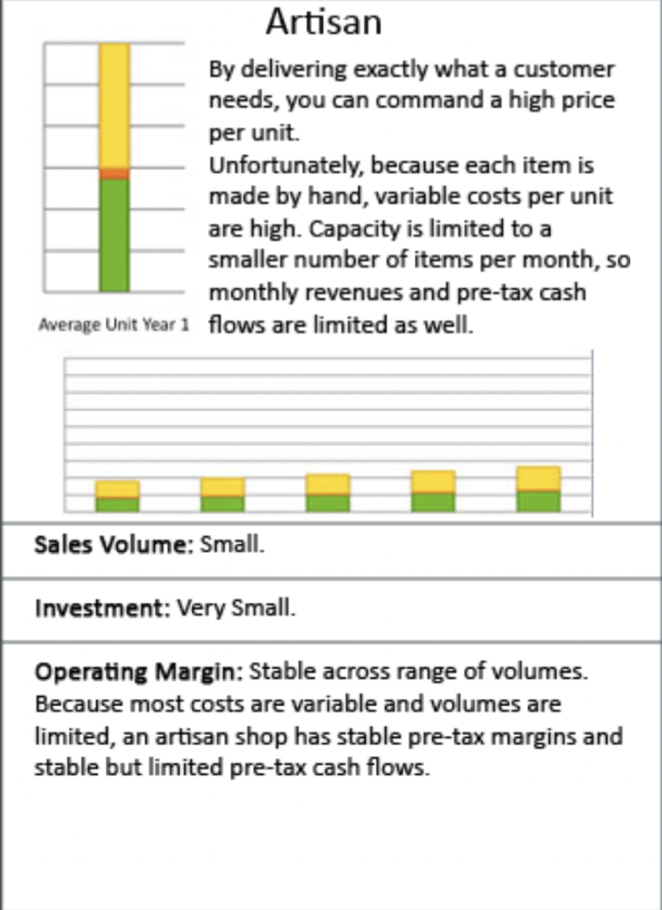 Artisan
By delivering exactly what a customer
needs, you can command a high price
per unit.
Unfortunately, because each item is
made by hand, variable costs per unit
are high. Capacity is limited to a
smaller number of items per month, so
monthly revenues and pre-tax cash
flows are limited as well.
Average Unit Year 1
Sales Volume: Small.
Investment: Very Small.
Operating Margin: Stable across range of volumes.
Because most costs are variable and volumes are
limited, an artisan shop has stable pre-tax margins and
stable but limited pre-tax cash flows.